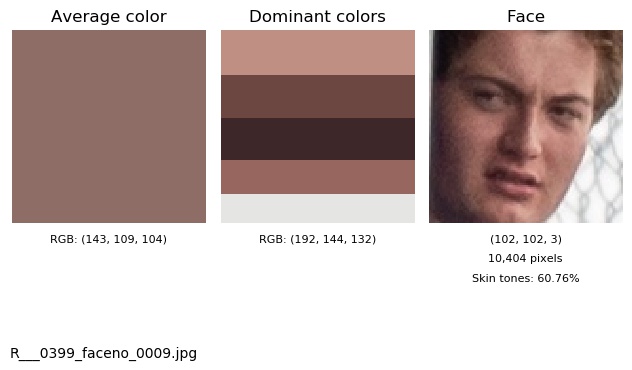 Average color
Dominant colors
Face
RGB: (143, 109, 104)
RGB: (192, 144, 132)
(102, 102, 3)
10,404 pixels
Skin tones: 60.76%
R___0399_faceno_0009.jpg